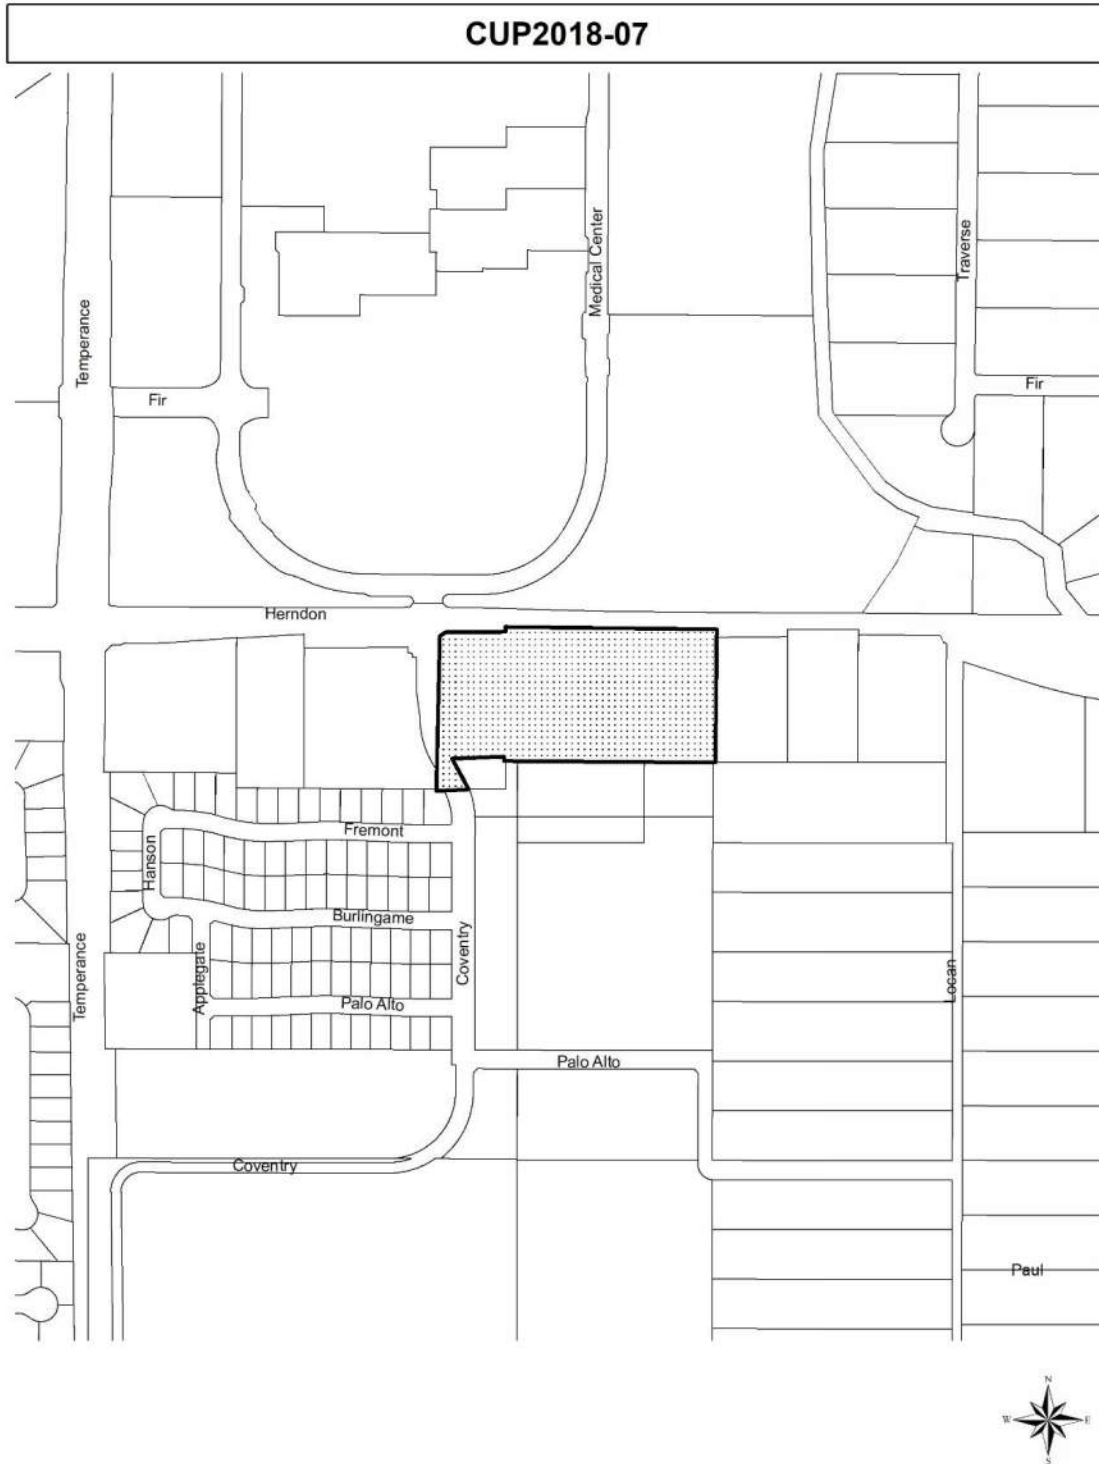 CUP2018-07
Medical Center
Traverse
Temperance
Fir
Fir
Herndon
Fremont
Hanson
Burlingame
Coventry
Applegate
Temperance
Locan
Palo Alto
Palo Alto
Coventry
Paul
N
W E
S